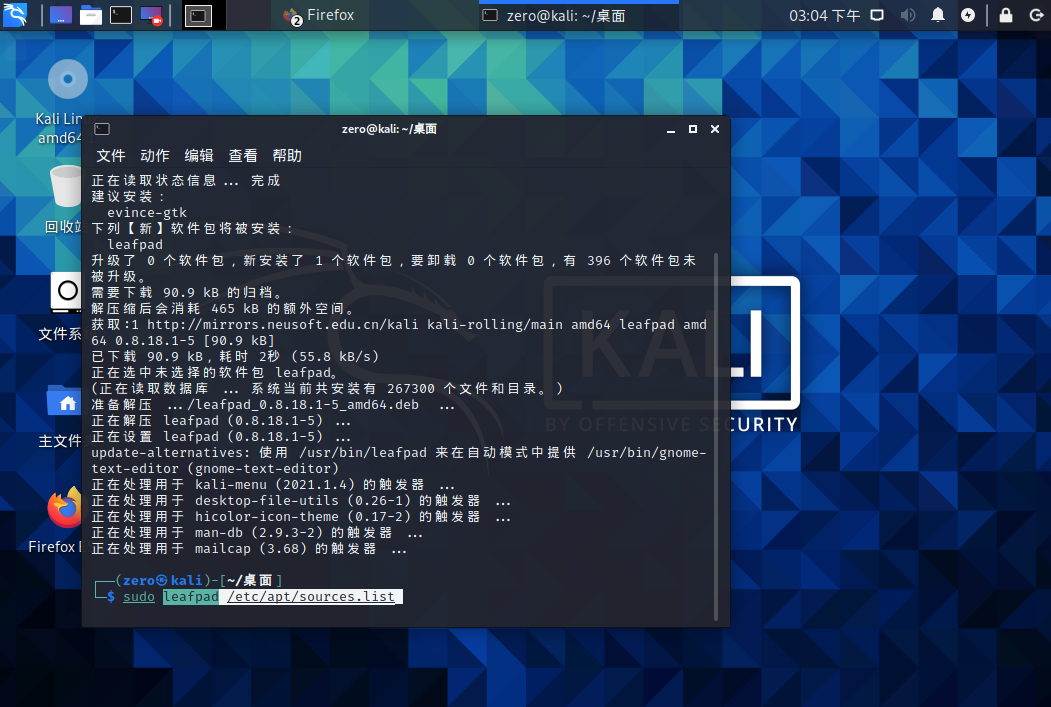 2
Firefox
zero@kali: ~/桌面
03:04 下午
Kali Lin
amd64
回收站
文件系
主文件
Firefox
zero@kali: ~/桌面
文件 动作 编辑 查看 帮助
正在读取状态信息... 完成
建议安装：
evince-gtk
下列【新】软件包将被安装：
leafpad
升级了 0 个软件包，新安装了 1 个软件包，要卸载 0 个软件包，有 396 个软件包未
被升级。
需要下载 90.9 kB 的归档。
解压缩后会消耗 465 kB 的额外空间。
获取:1 http://mirrors.neusoft.edu.cn/kali kali-rolling/main amd64 leafpad amd
64 0.8.18.1-5 [90.9 kB]
已下载 90.9 kB，耗时 2秒 (55.8 kB/s)
正在选中未选择的软件包 leafpad。
(正在读取数据库 ... 系统当前共安装有 267300 个文件和目录。)
准备解压 .../leafpad_0.8.18.1-5_amd64.deb ...
正在解压 leafpad (0.8.18.1-5) ...
正在设置 leafpad (0.8.18.1-5) ...
update-alternatives: 使用 /usr/bin/leafpad 来在自动模式中提供 /usr/bin/gnome-
text-editor (gnome-text-editor)
正在处理用于 kali-menu (2021.1.4) 的触发器 ...
正在处理用于 desktop-file-utils (0.26-1) 的触发器 ...
正在处理用于 hicolor-icon-theme (0.17-2) 的触发器 ...
正在处理用于 man-db (2.9.3-2) 的触发器 ...
正在处理用于 mailcap (3.68) 的触发器 ...
┌──(zero㉿kali)-[~/桌面]
└─$ sudo leafpad /etc/apt/sources.list
KALI
BY OFFENSIVE SECURITY